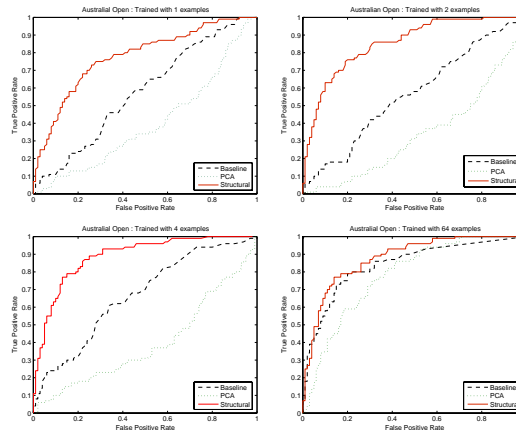 Australial Open : Trained with 1 examples
1
0.9
0.8
0.7
0.6
0.5
0.4
0.3
0.2
0.1
0
True Positive Rate
0 0.2 0.4 0.6 0.8 1
False Positive Rate
Baseline
PCA
Structural
Australian Open : Trained with 2 examples
1
0.9
0.8
0.7
0.6
0.5
0.4
0.3
0.2
0.1
0
True Positive Rate
0 0.2 0.4 0.6 0.8
False Positive Rate
Baseline
PCA
Structural
Australial Open : Trained with 4 examples
1
0.9
0.8
0.7
0.6
0.5
0.4
0.3
0.2
0.1
0
True Positive Rate
0 0.2 0.4 0.6 0.8 1
False Positive Rate
Baseline
PCA
Structural
Australian Open : Trained with 64 examples
1
0.9
0.8
0.7
0.6
0.5
0.4
0.3
0.2
0.1
0
True Positive Rate
0 0.2 0.4 0.6 0.8
False Positive Rate
Baseline
PCA
Structural